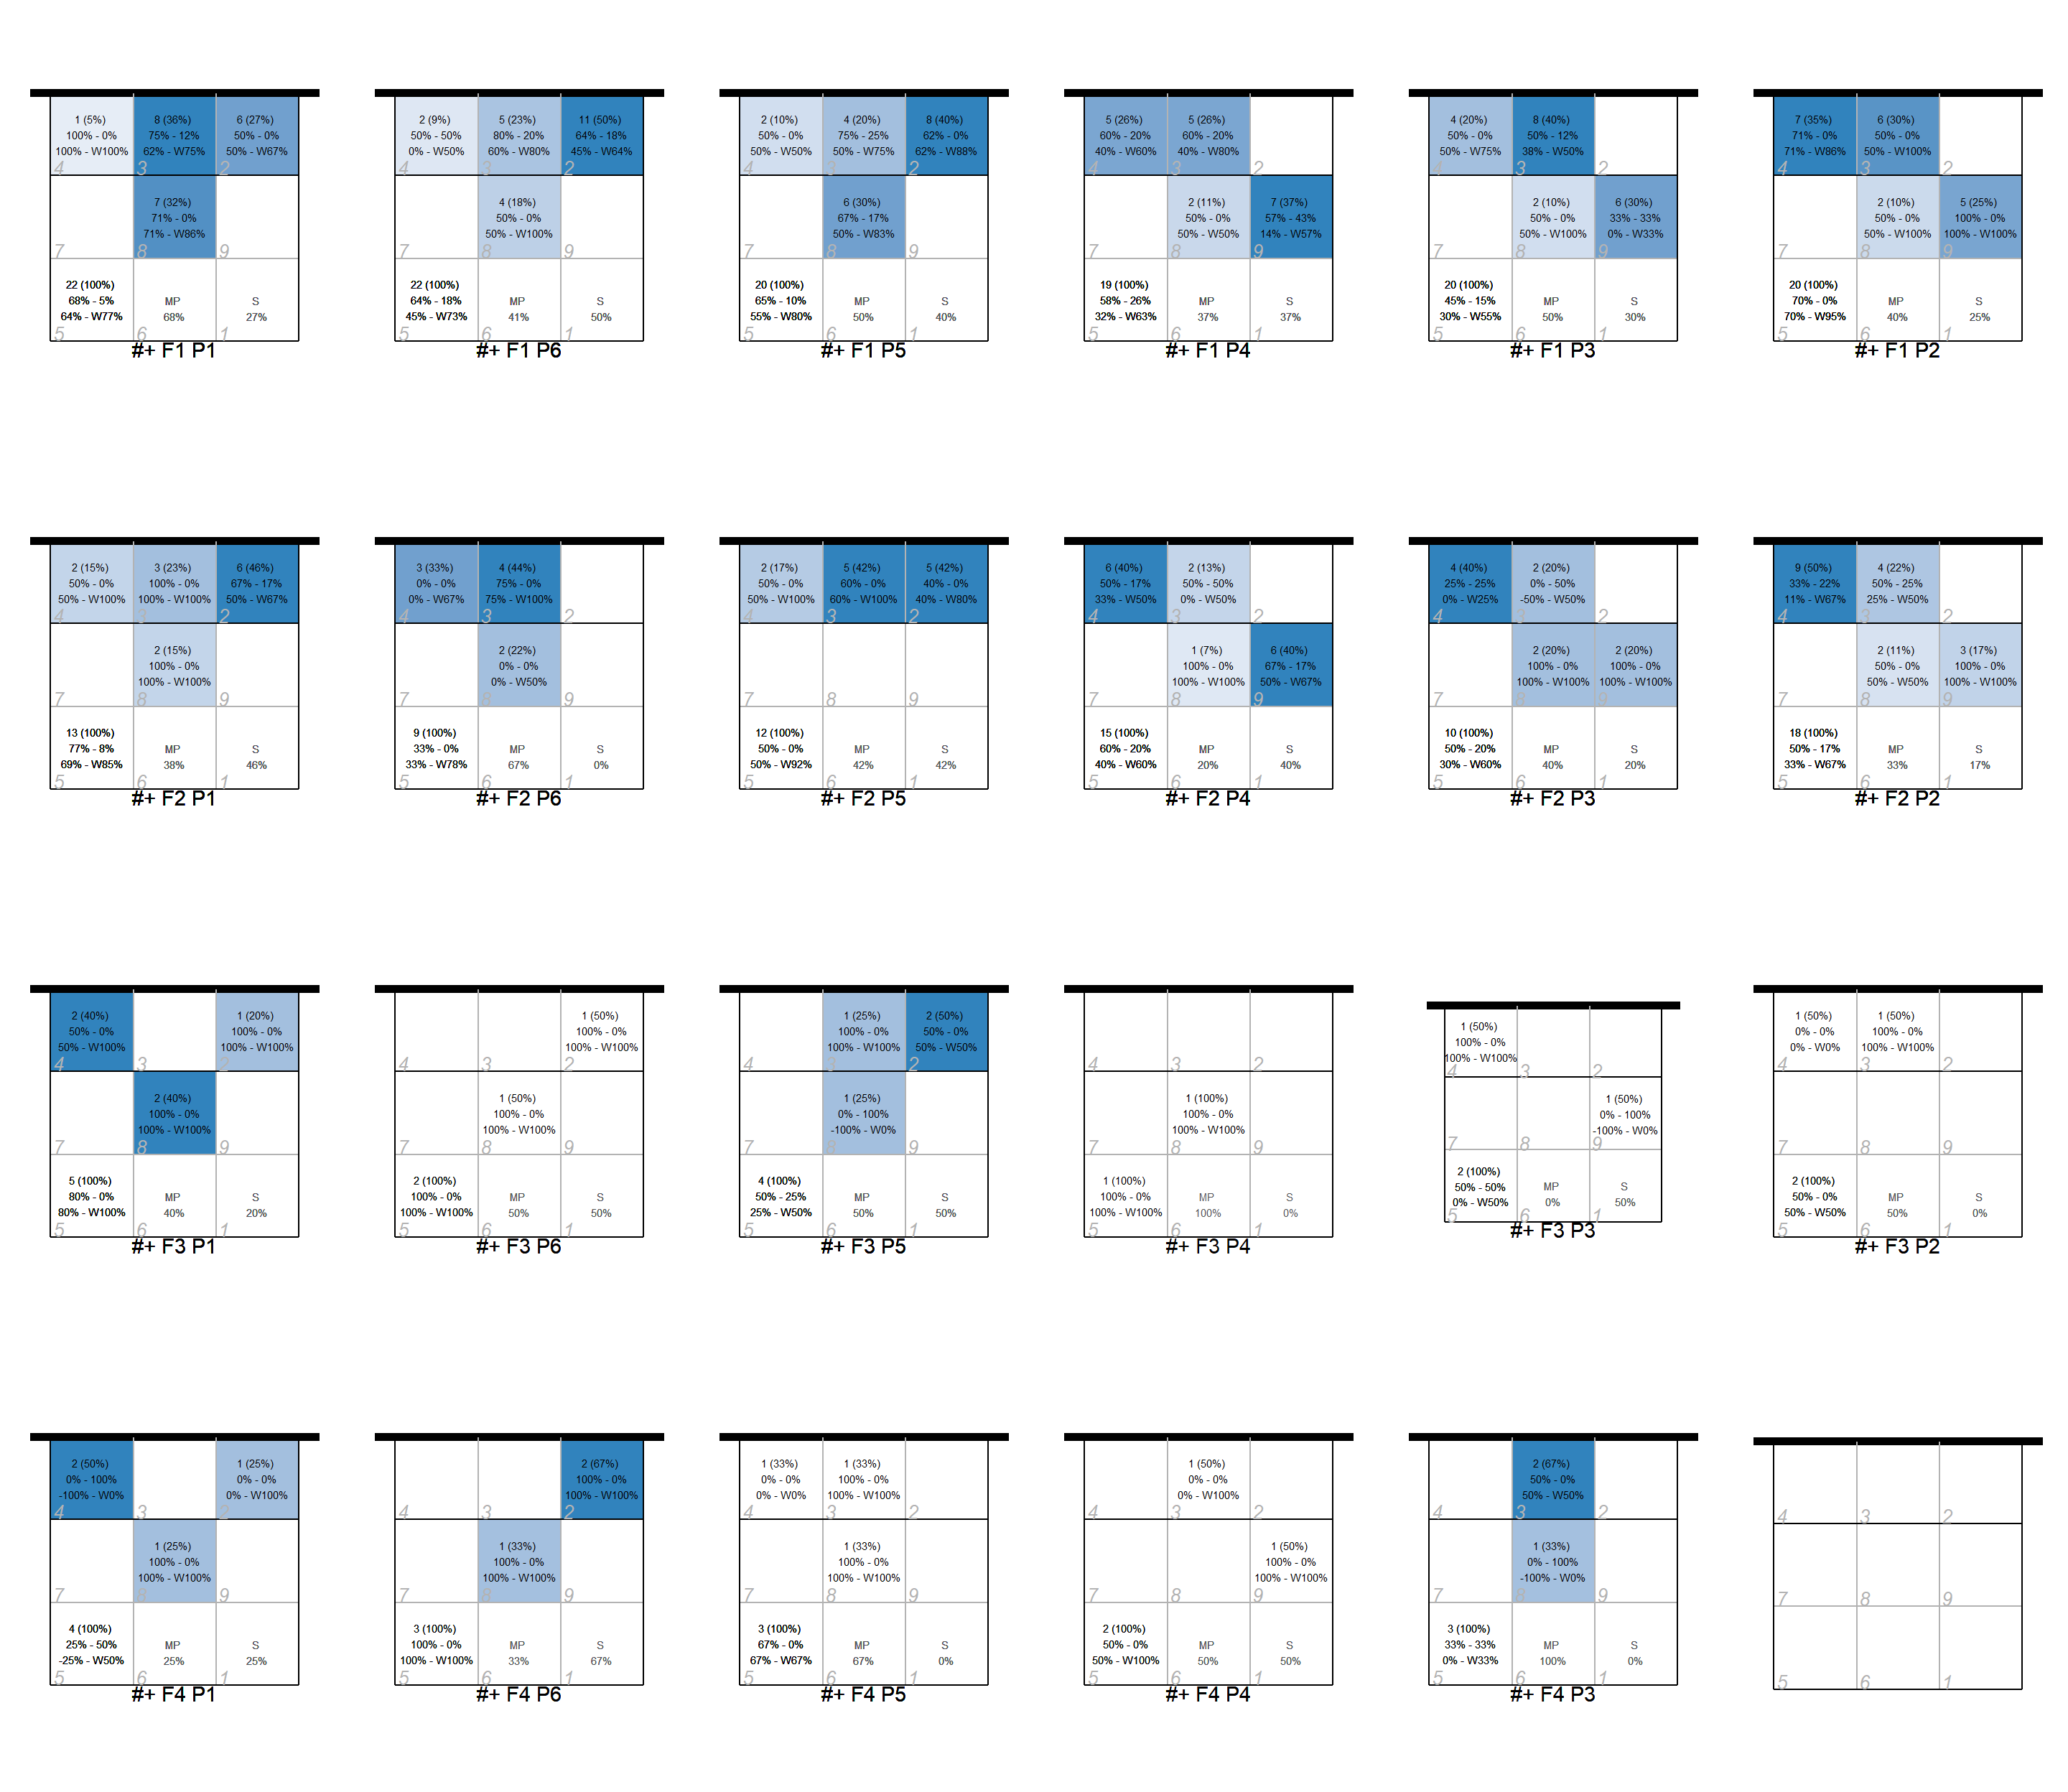 1 (5%)
100% - 0%
100% - W100%
4
8 (36%)
75% - 12%
62% - W75%
3
6 (27%)
50% - 0%
50% - W67%
2
7
7 (32%)
71% - 0%
71% - W86%
8
9
22 (100%)
68% - 5%
64% - W77%
5
MP
68%
6
S
27%
1
#+ F1 P1
2 (9%)
50% - 50%
0% - W50%
4
5 (23%)
80% - 20%
60% - W80%
3
11 (50%)
64% - 18%
45% - W64%
2
7
4 (18%)
50% - 0%
50% - W100%
8
9
22 (100%)
64% - 18%
45% - W73%
5
MP
41%
6
S
50%
1
#+ F1 P6
2 (10%)
50% - 0%
50% - W50%
4
4 (20%)
75% - 25%
50% - W75%
3
8 (40%)
62% - 0%
62% - W88%
2
7
6 (30%)
67% - 17%
50% - W83%
8
9
20 (100%)
65% - 10%
55% - W80%
5
MP
50%
6
S
40%
1
#+ F1 P5
5 (26%)
60% - 20%
40% - W60%
4
5 (26%)
60% - 20%
40% - W80%
3
2
7
2 (11%)
50% - 0%
50% - W50%
8
7 (37%)
57% - 43%
14% - W57%
9
19 (100%)
58% - 26%
32% - W63%
5
MP
37%
6
S
37%
1
#+ F1 P4
4 (20%)
50% - 0%
50% - W75%
4
8 (40%)
50% - 12%
38% - W50%
3
2
7
2 (10%)
50% - 0%
50% - W100%
8
6 (30%)
33% - 33%
0% - W33%
9
20 (100%)
45% - 15%
30% - W55%
5
MP
50%
6
S
30%
1
#+ F1 P3
7 (35%)
71% - 0%
71% - W86%
4
6 (30%)
50% - 0%
50% - W100%
3
2
7
2 (10%)
50% - 0%
50% - W100%
8
5 (25%)
100% - 0%
100% - W100%
9
20 (100%)
70% - 0%
70% - W95%
5
MP
40%
6
S
25%
1
#+ F1 P2
2 (15%)
50% - 0%
50% - W100%
4
3 (23%)
100% - 0%
100% - W100%
3
6 (46%)
67% - 17%
50% - W67%
2
7
2 (15%)
100% - 0%
100% - W100%
8
9
13 (100%)
77% - 8%
69% - W85%
5
MP
38%
6
S
46%
1
#+ F2 P1
3 (33%)
0% - 0%
0% - W67%
4
4 (44%)
75% - 0%
75% - W100%
3
2
7
2 (22%)
0% - 0%
0% - W50%
8
9
9 (100%)
33% - 0%
33% - W78%
5
MP
67%
6
S
0%
1
#+ F2 P6
2 (17%)
50% - 0%
50% - W100%
4
5 (42%)
60% - 0%
60% - W100%
3
5 (42%)
40% - 0%
40% - W80%
2
7
8
9
12 (100%)
50% - 0%
50% - W92%
5
MP
42%
6
S
42%
1
#+ F2 P5
6 (40%)
50% - 17%
33% - W50%
4
2 (13%)
50% - 50%
0% - W50%
3
2
7
1 (7%)
100% - 0%
100% - W100%
8
6 (40%)
67% - 17%
50% - W67%
9
15 (100%)
60% - 20%
40% - W60%
5
MP
20%
6
S
40%
1
#+ F2 P4
4 (40%)
25% - 25%
0% - W25%
4
2 (20%)
0% - 50%
-50% - W50%
3
2
7
2 (20%)
100% - 0%
100% - W100%
8
2 (20%)
100% - 0%
100% - W100%
9
10 (100%)
50% - 20%
30% - W60%
5
MP
40%
6
S
20%
1
#+ F2 P3
9 (50%)
33% - 22%
11% - W67%
4
4 (22%)
50% - 25%
25% - W50%
3
2
7
2 (11%)
50% - 0%
50% - W50%
8
3 (17%)
100% - 0%
100% - W100%
9
18 (100%)
50% - 17%
33% - W67%
5
MP
33%
6
S
17%
1
#+ F2 P2
2 (40%)
50% - 0%
50% - W100%
4
3
1 (20%)
100% - 0%
100% - W100%
2
7
2 (40%)
100% - 0%
100% - W100%
8
9
5 (100%)
80% - 0%
80% - W100%
5
MP
40%
6
S
20%
1
#+ F3 P1
4
3
1 (50%)
100% - 0%
100% - W100%
2
7
1 (50%)
100% - 0%
100% - W100%
8
9
2 (100%)
100% - 0%
100% - W100%
5
MP
50%
6
S
50%
1
#+ F3 P6
4
1 (25%)
100% - 0%
100% - W100%
3
2 (50%)
50% - 0%
50% - W50%
2
7
1 (25%)
0% - 100%
-100% - W0%
8
9
4 (100%)
50% - 25%
25% - W50%
5
MP
50%
6
S
50%
1
#+ F3 P5
4
3
2
7
1 (100%)
100% - 0%
100% - W100%
8
9
1 (100%)
100% - 0%
100% - W100%
5
MP
100%
6
S
0%
1
#+ F3 P4
1 (50%)
100% - 0%
100% - W100%
4
3
2
7
8
1 (50%)
0% - 100%
-100% - W0%
9
2 (100%)
50% - 50%
0% - W50%
5
MP
0%
6
S
50%
1
#+ F3 P3
1 (50%)
0% - 0%
0% - W0%
4
1 (50%)
100% - 0%
100% - W100%
3
2
7
8
9
2 (100%)
50% - 0%
50% - W50%
5
MP
50%
6
S
0%
1
#+ F3 P2
2 (50%)
0% - 100%
-100% - W0%
4
3
1 (25%)
0% - 0%
0% - W100%
2
7
1 (25%)
100% - 0%
100% - W100%
8
9
4 (100%)
25% - 50%
-25% - W50%
5
MP
25%
6
S
25%
1
#+ F4 P1
4
3
2 (67%)
100% - 0%
100% - W100%
2
7
1 (33%)
100% - 0%
100% - W100%
8
9
3 (100%)
100% - 0%
100% - W100%
5
MP
33%
6
S
67%
1
#+ F4 P6
1 (33%)
0% - 0%
0% - W0%
4
1 (33%)
100% - 0%
100% - W100%
3
2
7
1 (33%)
100% - 0%
100% - W100%
8
9
3 (100%)
67% - 0%
67% - W67%
5
MP
67%
6
S
0%
1
#+ F4 P5
4
1 (50%)
0% - 0%
0% - W100%
3
2
7
8
1 (50%)
100% - 0%
100% - W100%
9
2 (100%)
50% - 0%
50% - W100%
5
MP
50%
6
S
50%
1
#+ F4 P4
4
2 (67%)
50% - 0%
50% - W50%
3
2
7
1 (33%)
0% - 100%
-100% - W0%
8
9
3 (100%)
33% - 33%
0% - W33%
5
MP
100%
6
S
0%
1
#+ F4 P3
4
3
2
7
8
9
5
6
1